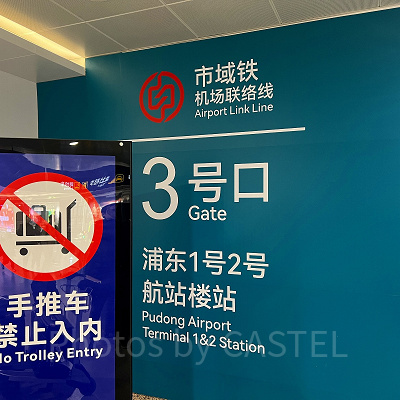 市域铁
机场联络线
Airport Link Line
3号口
Gate
浦东1号2号
航站楼站
Pudong Airport
Terminal 1&2 Station
手推车
禁止入内
No Trolley Entry
Photos by CASTEL